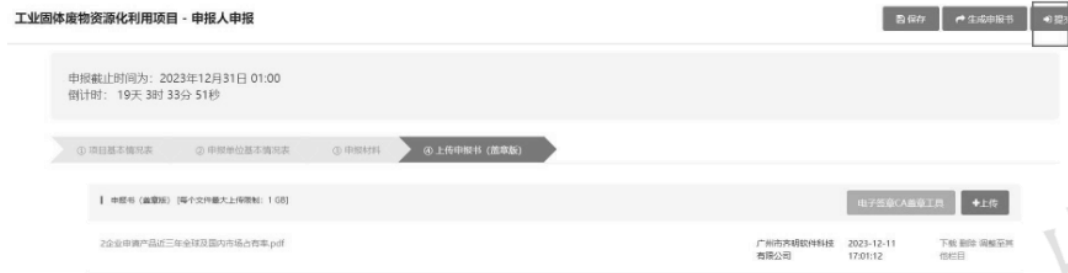 工业固体废物资源化利用项目 - 申报人申报
保存
生成申报书
提
申报截止时间为：2023年12月31日 01:00
倒计时： 19天 3时 33分 51秒
① 项目基本情况表
② 申报单位基本情况表
③ 申报材料
④ 上传申报书（盖章版）
申报书（盖章版） [每个文件最大上传限制：1 GB]
电子签章CA盖章工具
+上传
2企业申请产品近三年全球及国内市场占有率.pdf
广州市齐明软件科技
有限公司
2023-12-11
17:01:12
下载 删除 调整至其
他栏目